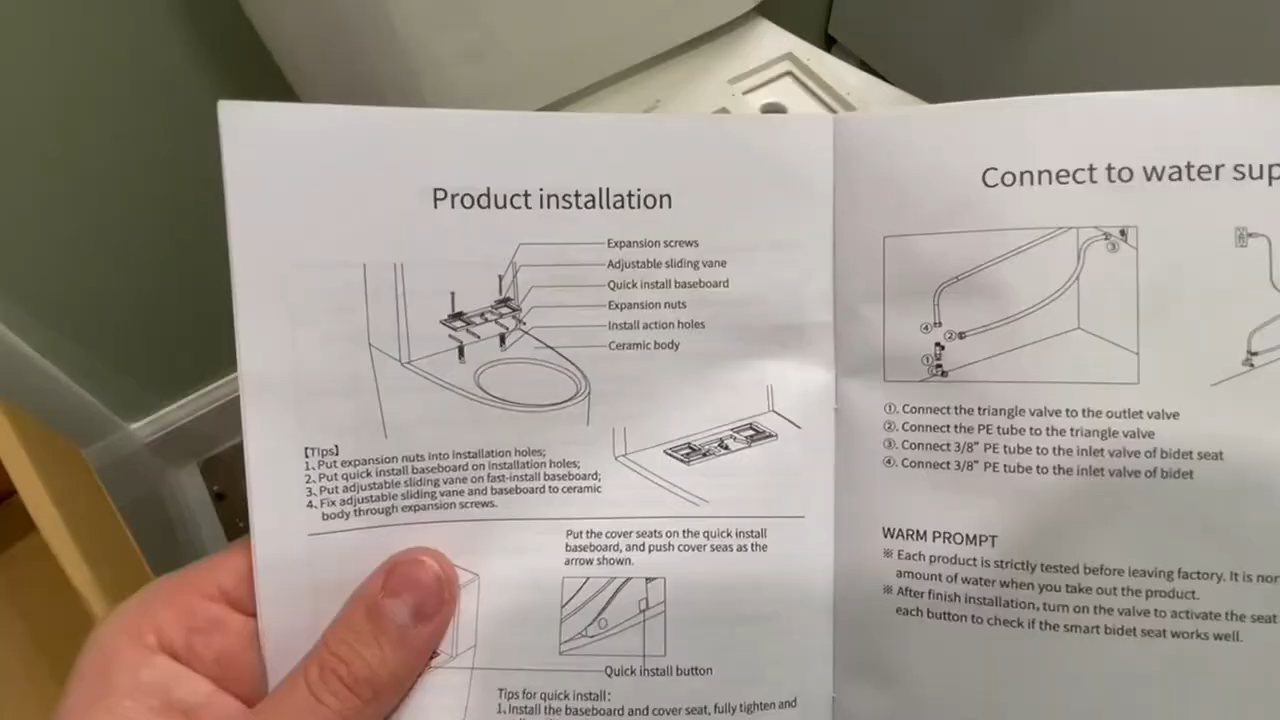 Product installation
Expansion screws
Adjustable sliding vane
Quick install baseboard
Expansion nuts
Install action holes
Ceramic body
【Tips】
1、Put expansion nuts into installation holes;
2、Put quick install baseboard on installation holes;
3、Put adjustable sliding vane on fast-install baseboard;
4、Fix adjustable sliding vane and baseboard to ceramic
body through expansion screws.
Put the cover seats on the quick install
baseboard, and push cover seas as the
arrow shown.
Quick install button
Tips for quick install:
1、Install the baseboard and cover seat, fully tighten and
Connect to water sup
③
④
②
①
①. Connect the triangle valve to the outlet valve
②. Connect the PE tube to the triangle valve
③. Connect 3/8" PE tube to the inlet valve of bidet seat
④. Connect 3/8" PE tube to the inlet valve of bidet
WARM PROMPT
※ Each product is strictly tested before leaving factory. It is nor
amount of water when you take out the product.
※ After finish installation, turn on the valve to activate the seat
each button to check if the smart bidet seat works well.